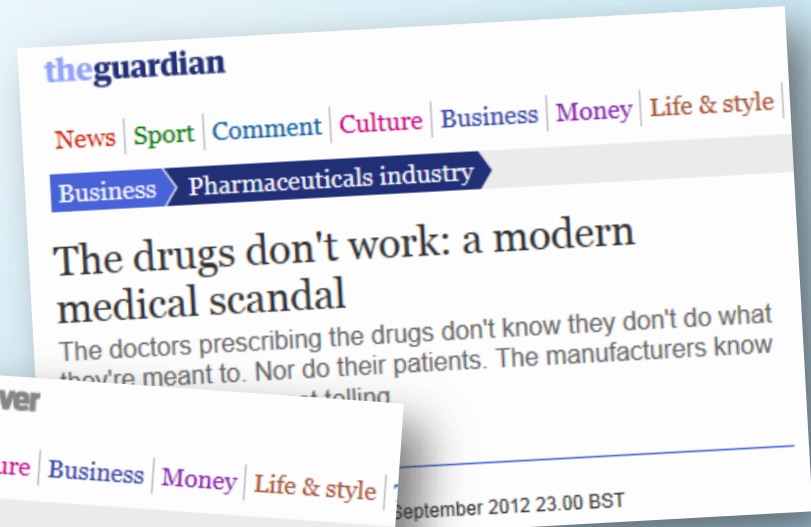 theguardian
News Sport Comment Culture Business Money Life & style
Business Pharmaceuticals industry
The drugs don't work: a modern
medical scandal
The doctors prescribing the drugs don't know they don't do what
they're meant to. Nor do their patients. The manufacturers know
telling
September 2012 23.00 BST
ver
ure Business Money Life & style